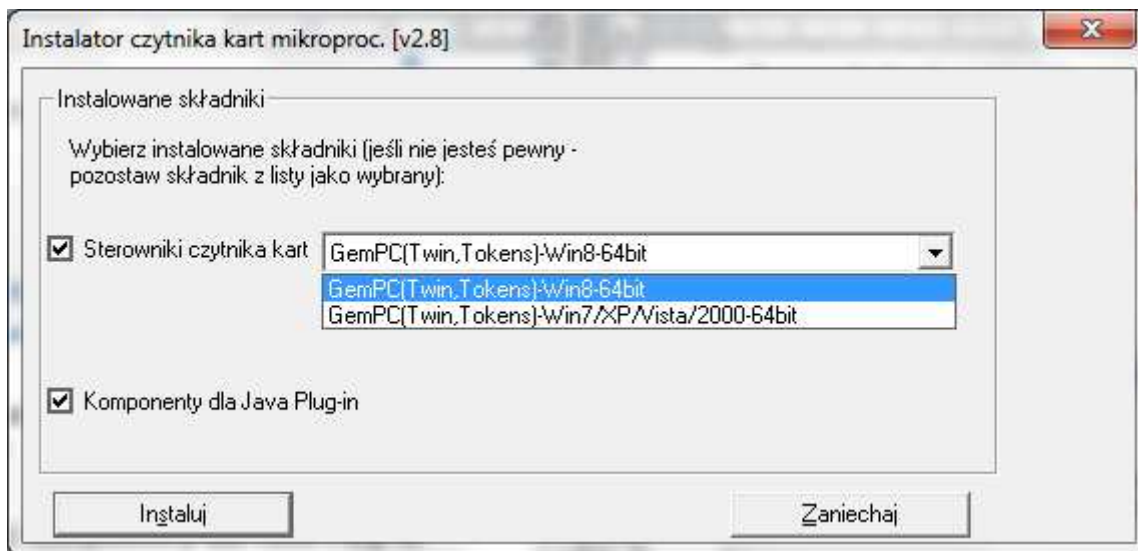 Instalator czytnika kart mikroproc. [v2.8]
Instalowane składniki
Wybierz instalowane składniki (jeśli nie jesteś pewny -
pozostaw składnik z listy jako wybrany):
Sterowniki czytnika kart
GemPC(Twin,Tokens)-Win8-64bit
GemPC(Twin,Tokens)-Win8-64bit
GemPC(Twin,Tokens)-Win7/XP/Vista/2000-64bit
Komponenty dla Java Plug-in
Instaluj
Zaniechaj